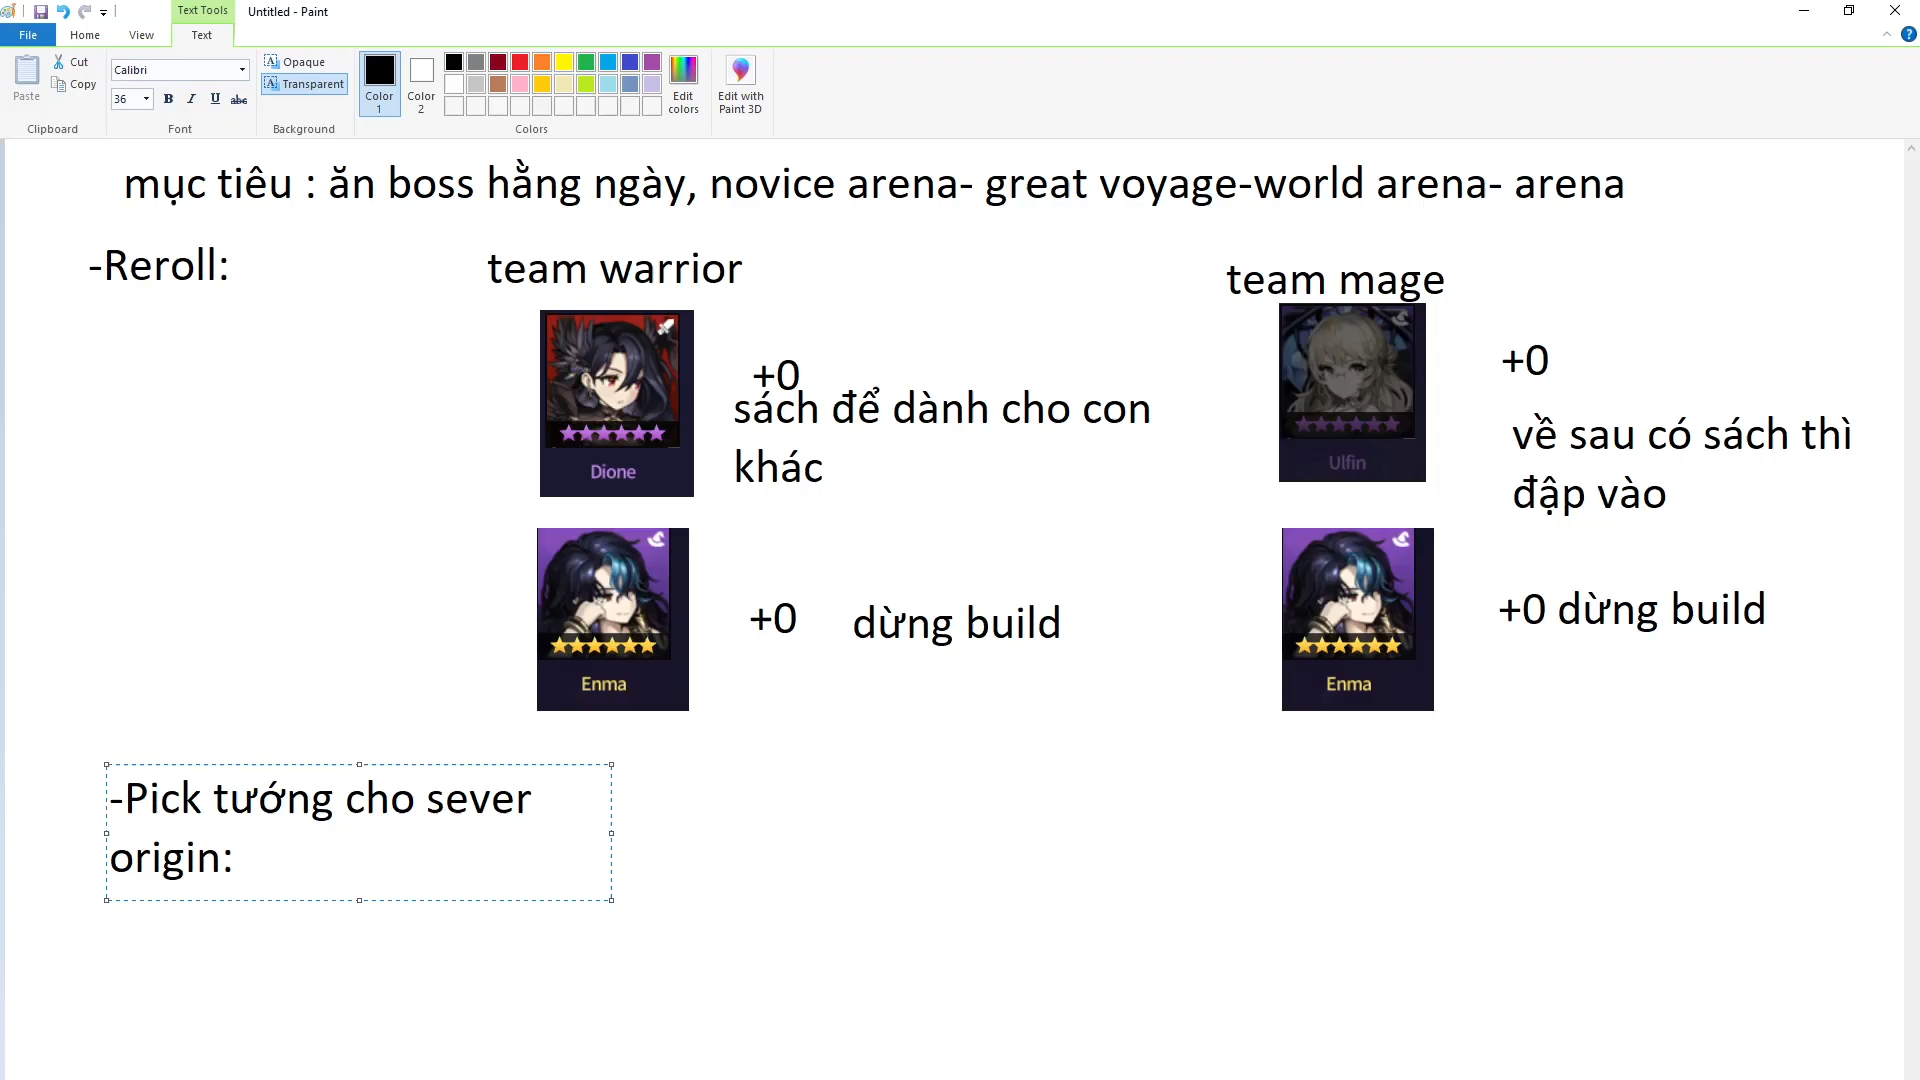 Text Tools
Untitled - Paint
File
Home
View
Text
Paste
Cut
Copy
Clipboard
Calibri
36
B
I
U
abc
Font
Opaque
Transparent
Background
Color
1
Color
2
Edit
colors
Colors
Edit with
Paint 3D
mục tiêu : ăn boss hằng ngày, novice arena- great voyage-world arena- arena
-Reroll:
team warrior
team mage
Dione
+0
sách để dành cho con
khác
Ulfin
+0
về sau có sách thì
đập vào
Enma
+0
dừng build
Enma
+0 dừng build
-Pick tướng cho sever
origin: